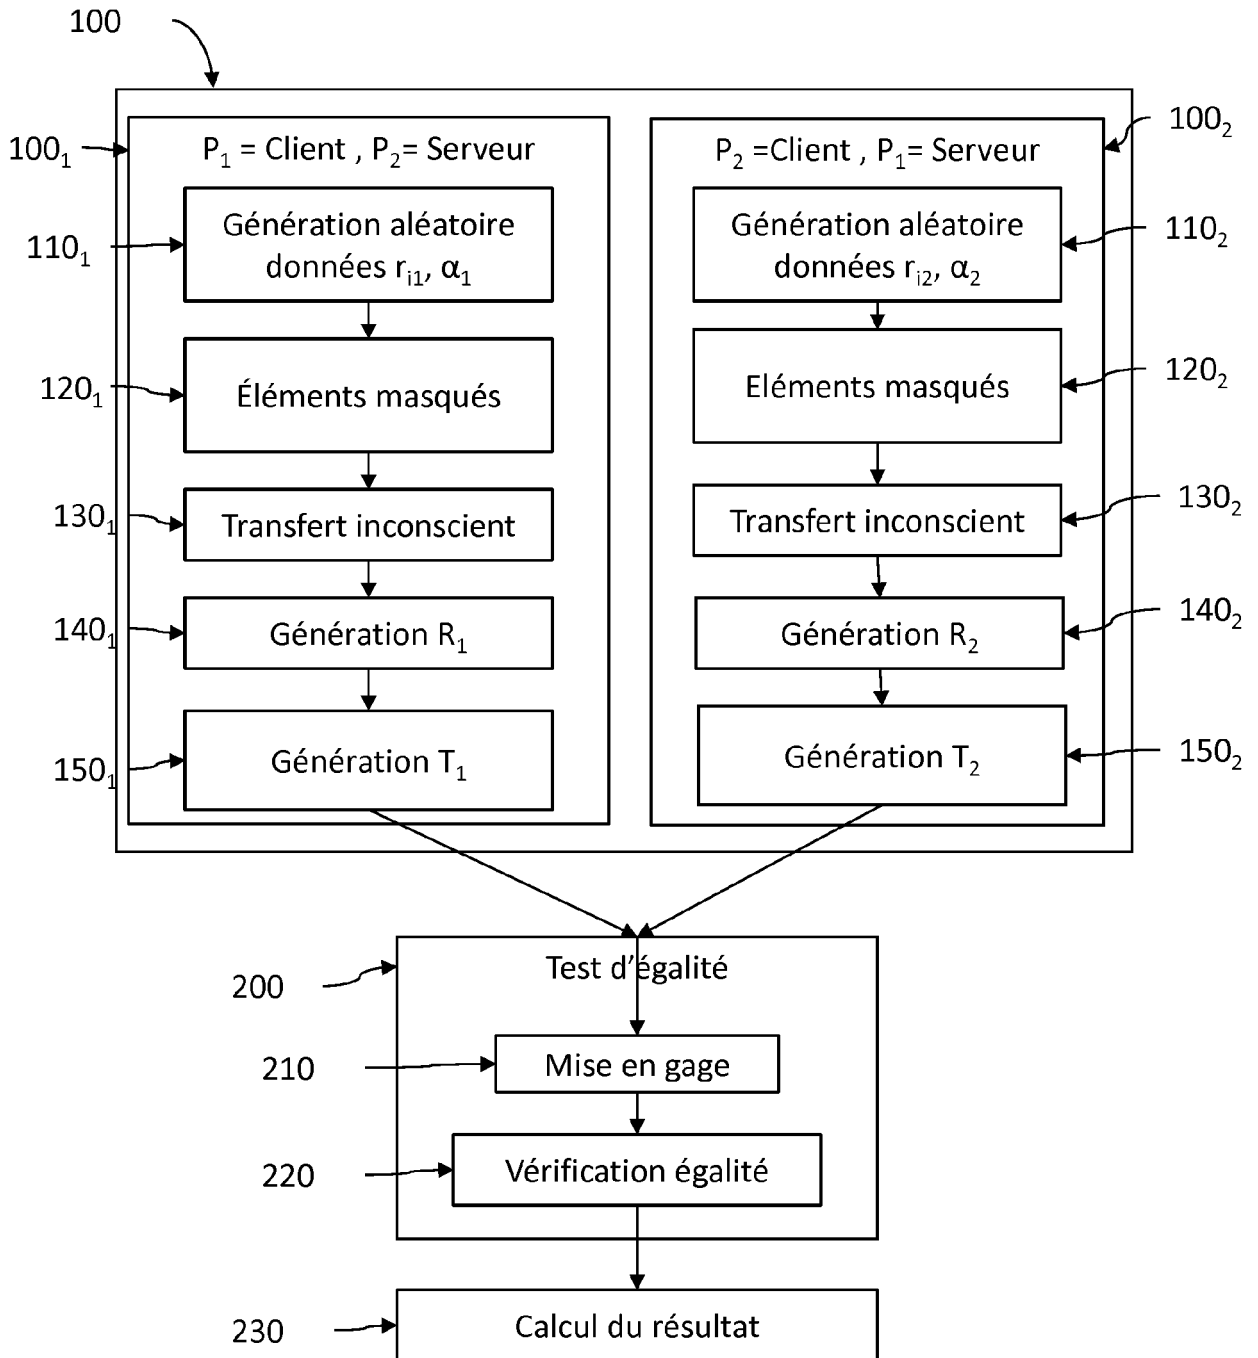 100
100₁
P₁ = Client , P₂= Serveur
110₁
Génération aléatoire
données rᵢ₁, α₁
120₁
Éléments masqués
130₁
Transfert inconscient
140₁
Génération R₁
150₁
Génération T₁
100₂
P₂ =Client , P₁= Serveur
110₂
Génération aléatoire
données rᵢ₂, α₂
120₂
Eléments masqués
130₂
Transfert inconscient
140₂
Génération R₂
150₂
Génération T₂
200
Test d'égalité
210
Mise en gage
220
Vérification égalité
230
Calcul du résultat